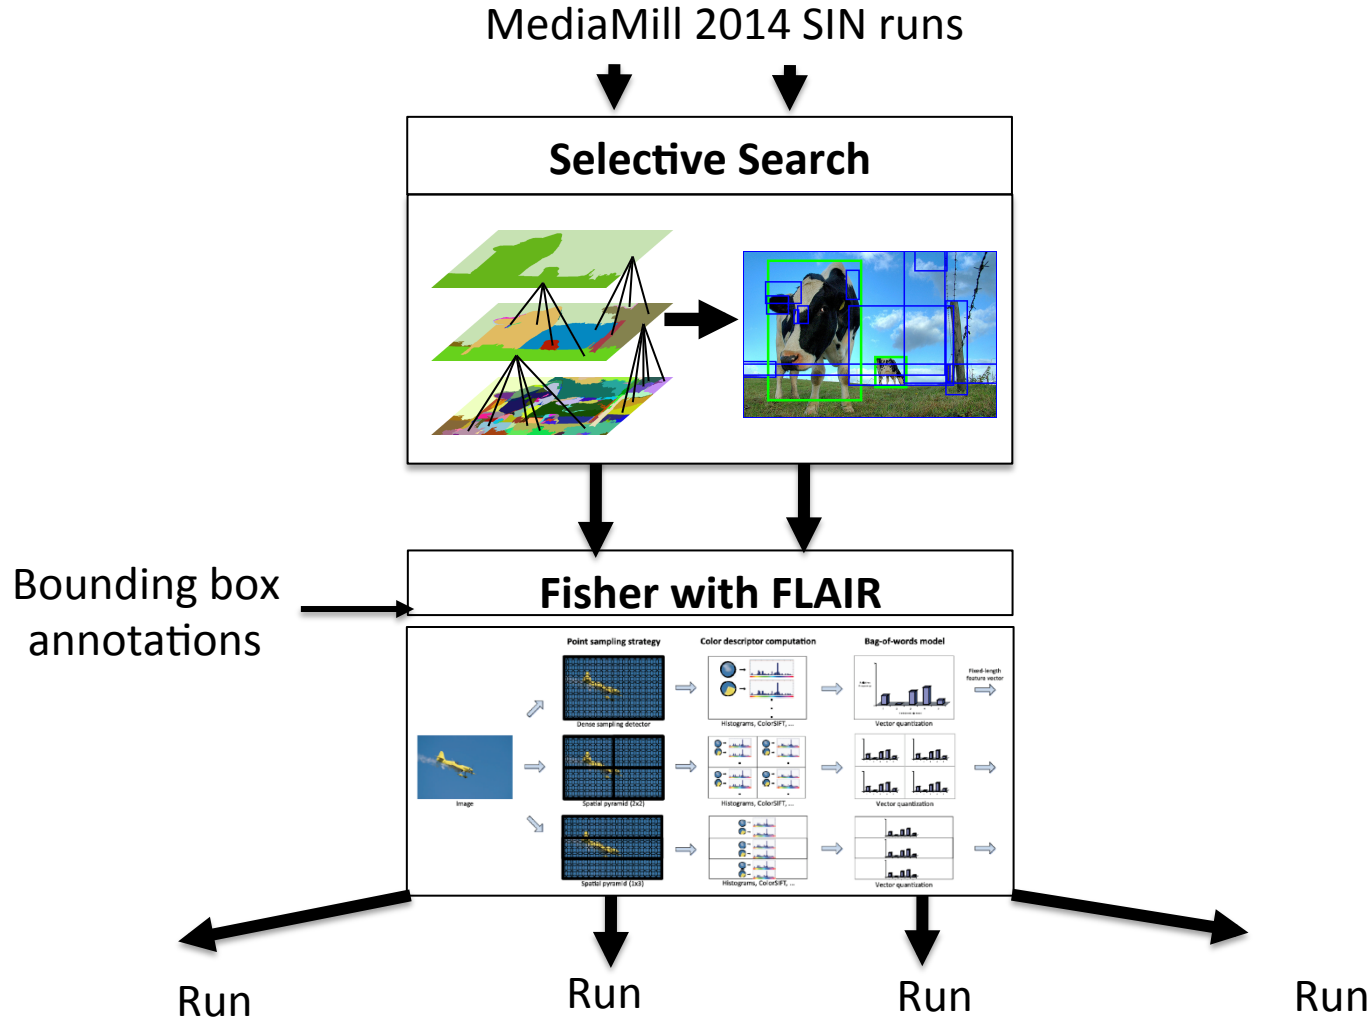 MediaMill 2014 SIN runs
Selective Search
Bounding box
annotations
Fisher with FLAIR
Point sampling strategy
Color descriptor computation
Bag-of-words model
Fixed-length
feature vector
Dense sampling detector
Histograms, ColorSIFT, ...
Vector quantization
Image
Spatial pyramid (2x2)
Histograms, ColorSIFT, ...
Vector quantization
Spatial pyramid (1x3)
Histograms, ColorSIFT, ...
Vector quantization
Run
Run
Run
Run